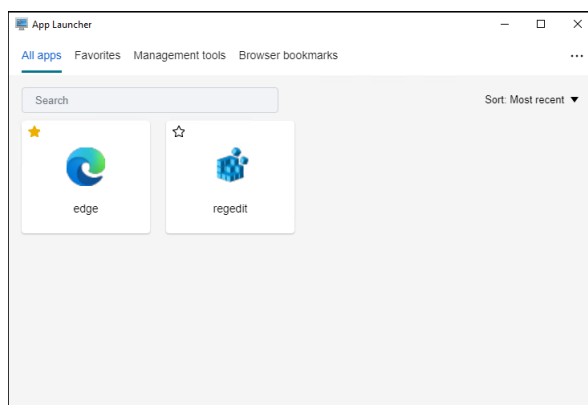 App Launcher
All apps Favorites Management tools Browser bookmarks
Search Sort: Most recent
edge regedit